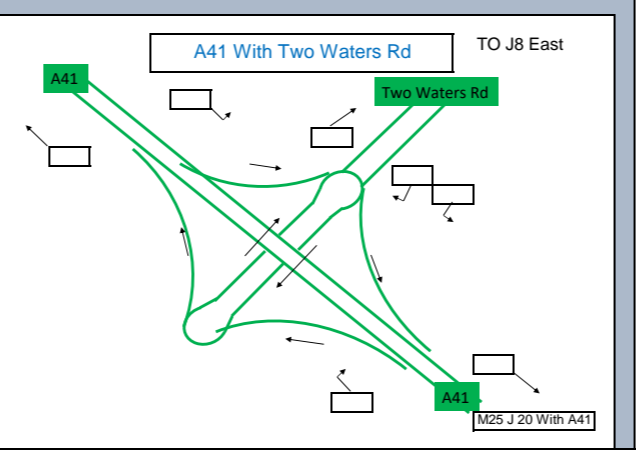 A41 With Two Waters Rd
TO J8 East
A41
Two Waters Rd
A41
M25 J 20 With A41